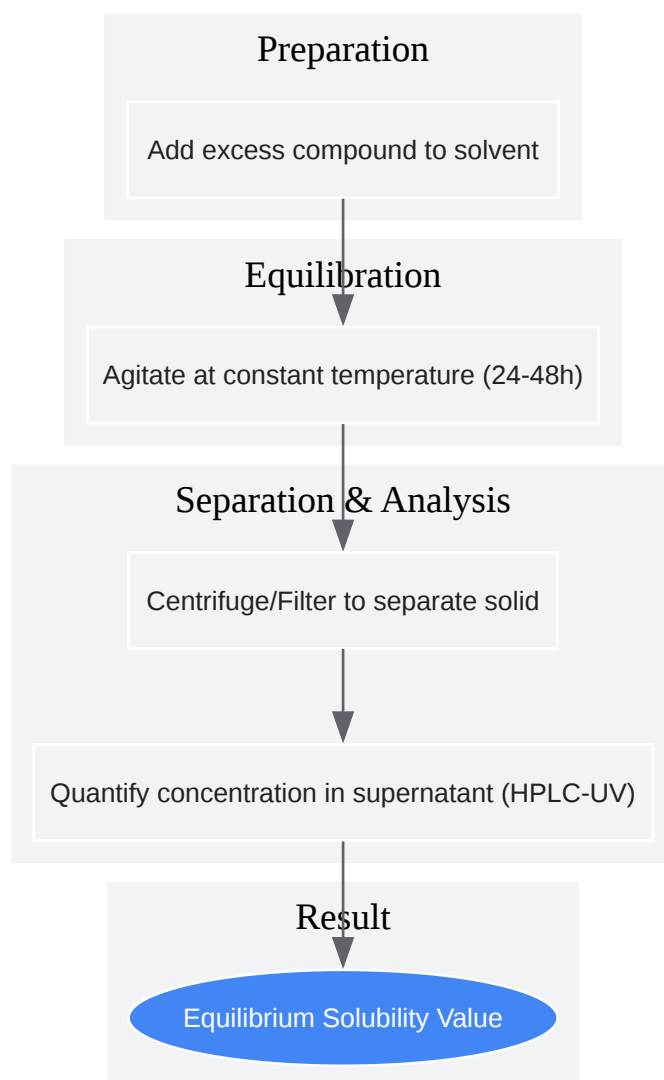 Preparation
Add excess compound to solvent
Equilibration
Agitate at constant temperature (24-48h)
Separation & Analysis
Centrifuge/Filter to separate solid
Quantify concentration in supernatant (HPLC-UV)
Result
Equilibrium Solubility Value